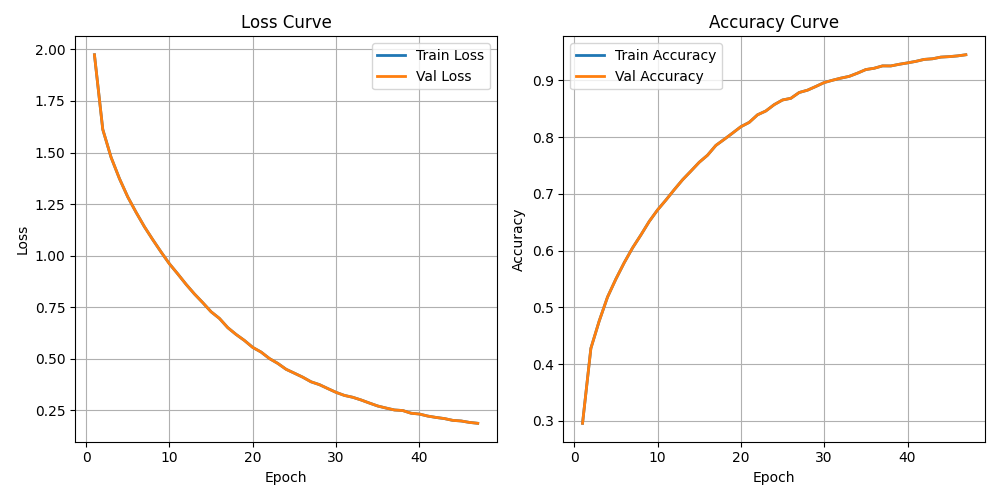 Loss Curve
2.00
1.75
1.50
1.25
1.00
0.75
0.50
0.25
Loss
0 10 20 30 40
Epoch
Train Loss
Val Loss
Accuracy Curve
0.9
0.8
0.7
0.6
0.5
0.4
0.3
Accuracy
0 10 20 30 40
Epoch
Train Accuracy
Val Accuracy